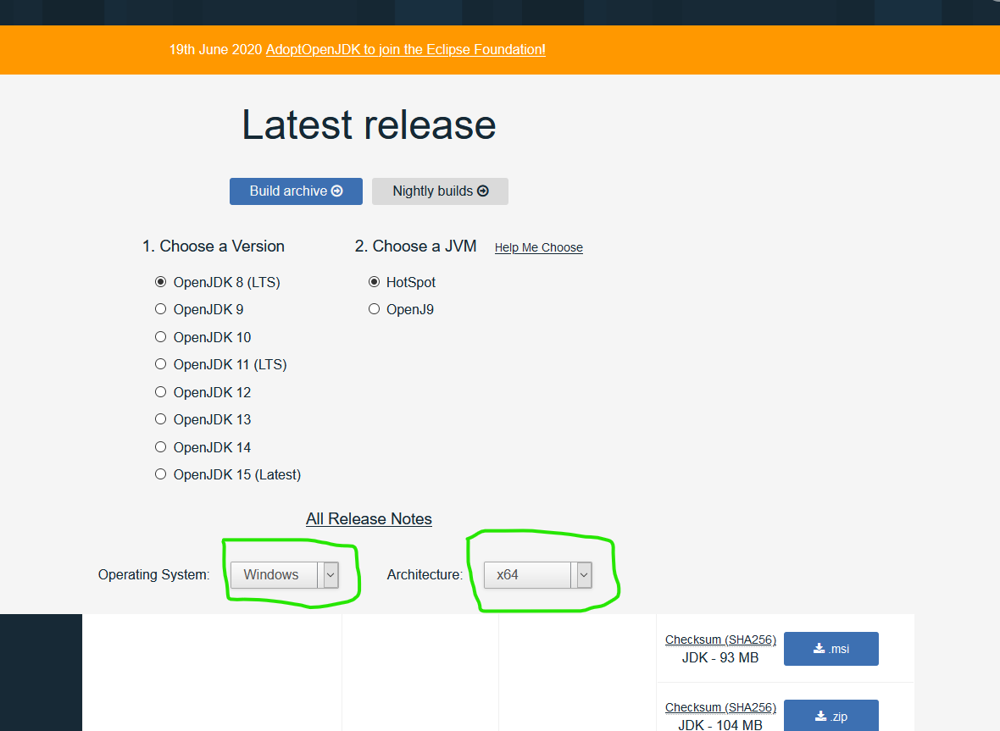 19th June 2020 AdoptOpenJDK to join the Eclipse Foundation!
Latest release
Build archive
Nightly builds
1. Choose a Version
2. Choose a JVM
Help Me Choose
OpenJDK 8 (LTS)
HotSpot
OpenJDK 9
OpenJ9
OpenJDK 10
OpenJDK 11 (LTS)
OpenJDK 12
OpenJDK 13
OpenJDK 14
OpenJDK 15 (Latest)
All Release Notes
Operating System:
Windows
Architecture:
x64
Checksum (SHA256)
JDK - 93 MB
.msi
Checksum (SHA256)
JDK - 104 MB
.zip